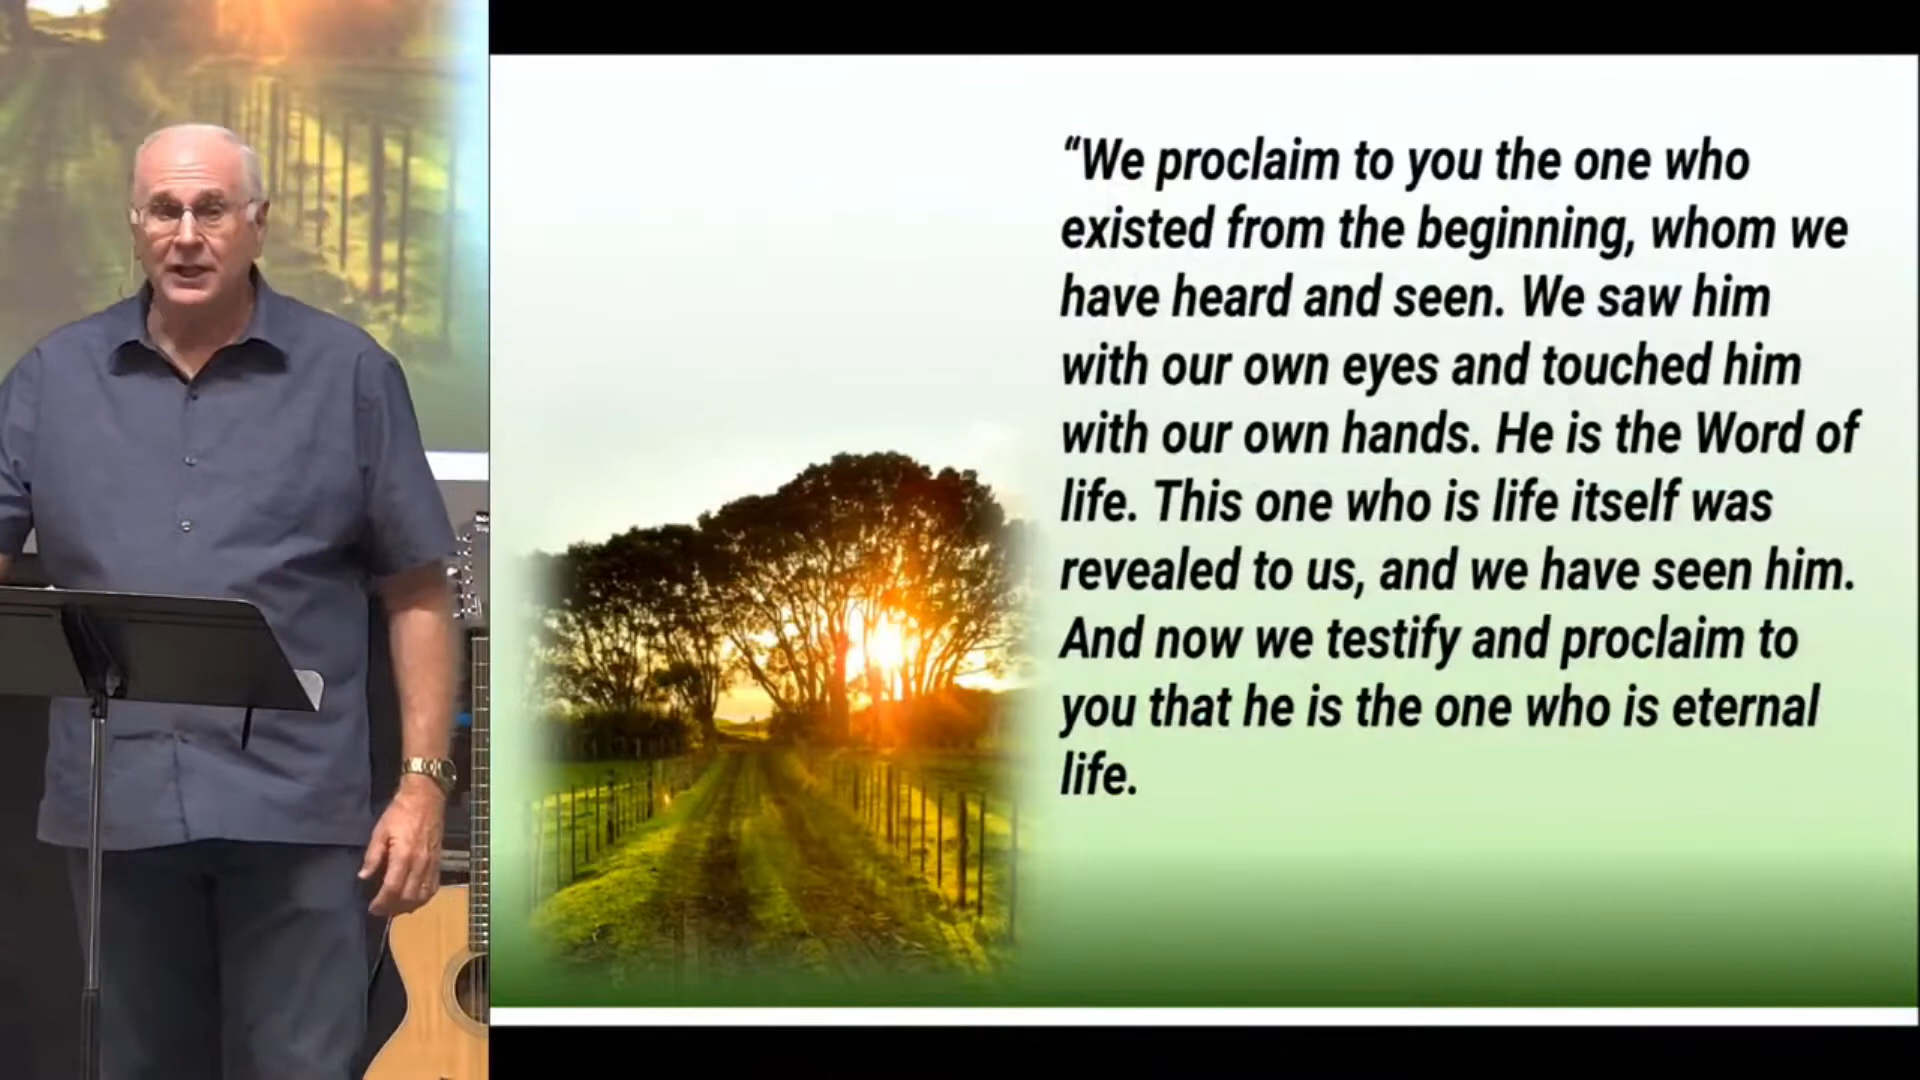 “We proclaim to you the one who
existed from the beginning, whom we
have heard and seen. We saw him
with our own eyes and touched him
with our own hands. He is the Word of
life. This one who is life itself was
revealed to us, and we have seen him.
And now we testify and proclaim to
you that he is the one who is eternal
life.